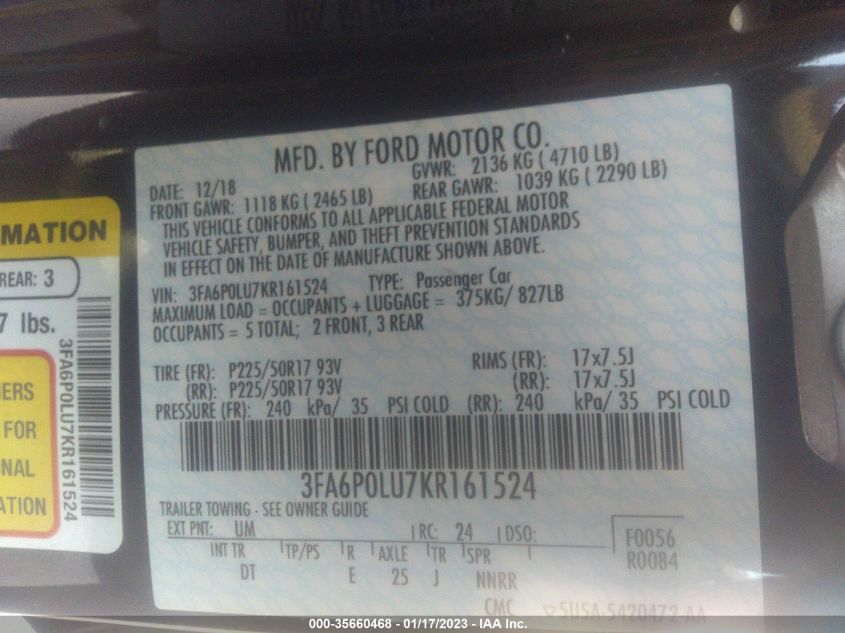 MFD. BY FORD MOTOR CO.
DATE: 12/18 GVWR: 2136 KG ( 4710 LB)
FRONT GAWR: 1118 KG ( 2465 LB) REAR GAWR: 1039 KG ( 2290 LB)
THIS VEHICLE CONFORMS TO ALL APPLICABLE FEDERAL MOTOR
VEHICLE SAFETY, BUMPER, AND THEFT PREVENTION STANDARDS
IN EFFECT ON THE DATE OF MANUFACTURE SHOWN ABOVE.
VIN: 3FA6P0LU7KR161524 TYPE: Passenger Car
MAXIMUM LOAD = OCCUPANTS + LUGGAGE = 375KG/ 827LB
OCCUPANTS = 5 TOTAL; 2 FRONT, 3 REAR
TIRE (FR): P225/50R17 93V RIMS (FR): 17x7.5J
(RR): P225/50R17 93V (RR): 17x7.5J
PRESSURE (FR): 240 kPa/ 35 PSI COLD (RR): 240 kPa/ 35 PSI COLD
3FA6P0LU7KR161524
TRAILER TOWING - SEE OWNER GUIDE
EXT PNT: UM RC: 24 DSO: F0056
R0084
INT TR TP/PS R AXLE TR SPR
DT E 25 J NNRR
CMC 5U5A-5420472-AA
MATION
REAR: 3
7 lbs.
3FA6P0LU7KR161524
ERS
FOR
NAL
ATION
000-35660468 - 01/17/2023 - IAA Inc.